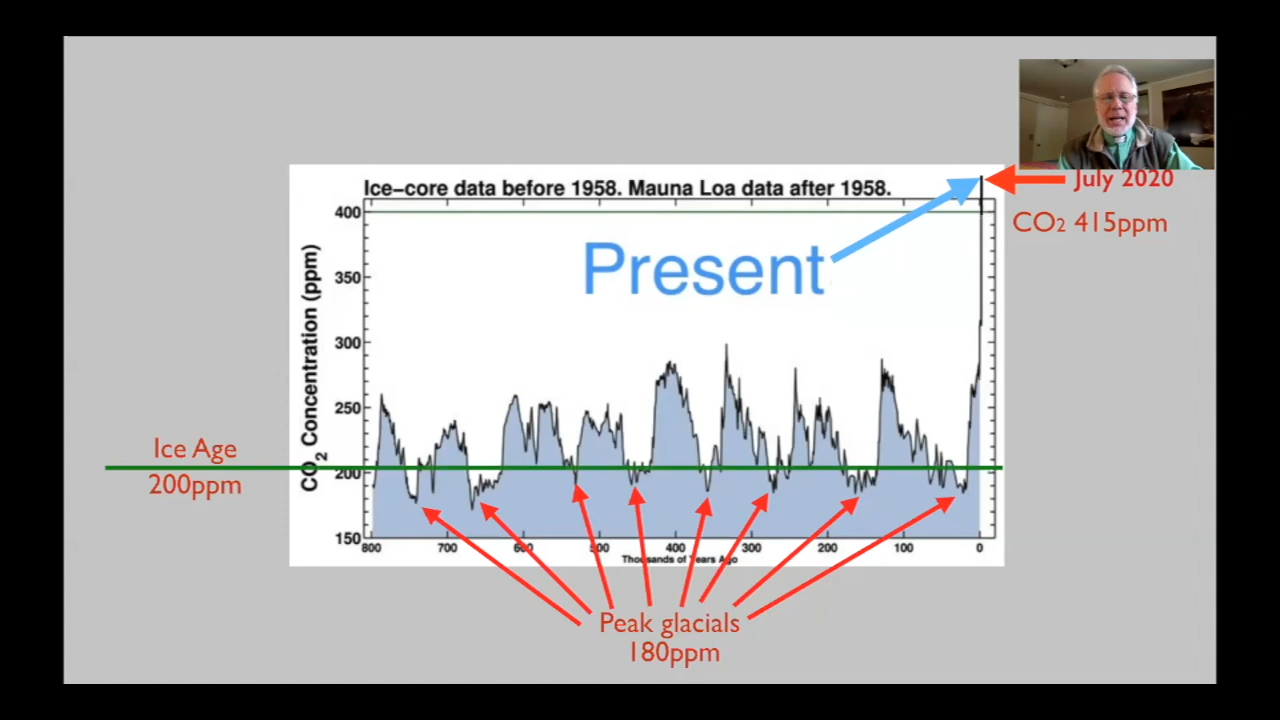 Ice-core data before 1958. Mauna Loa data after 1958.
July 2020
CO2 415ppm
Present
CO2 Concentration (ppm)
400
350
300
250
200
150
Ice Age
200ppm
800 700 600 500 400 300 200 100 0
Thousands of Years Ago
Peak glacials
180ppm